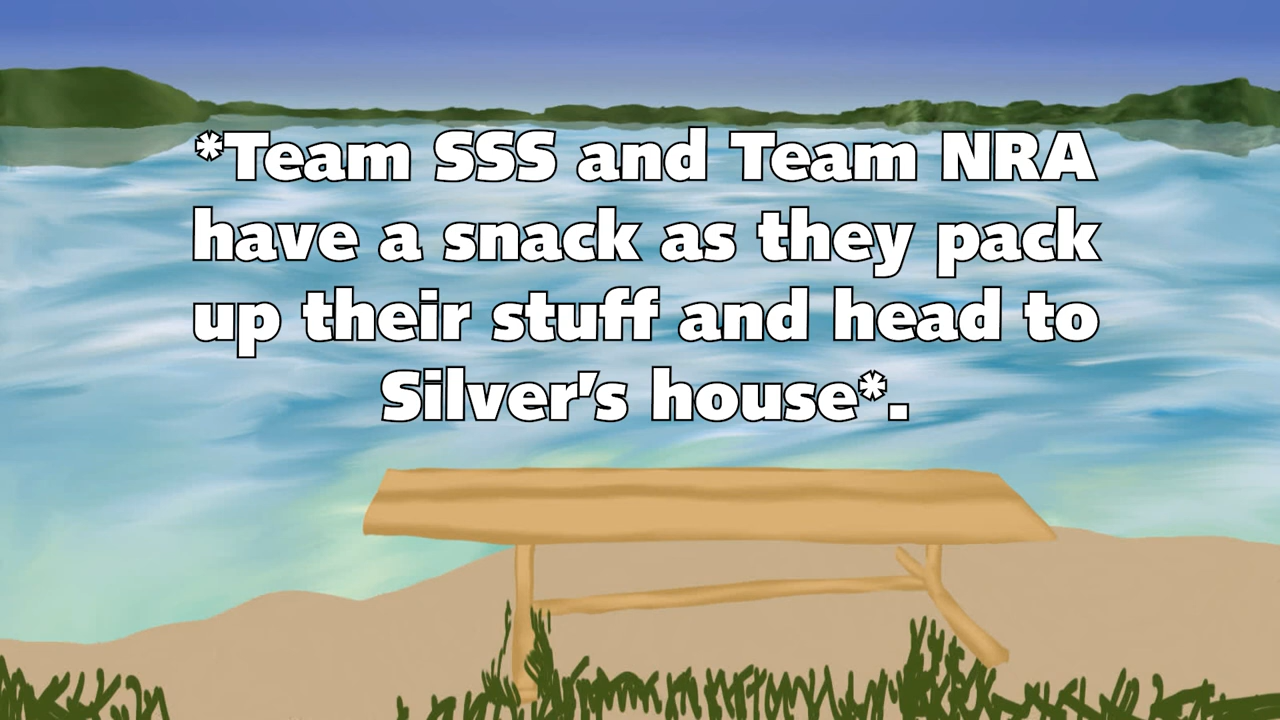 *Team SSS and Team NRA
have a snack as they pack
up their stuff and head to
Silver's house*.